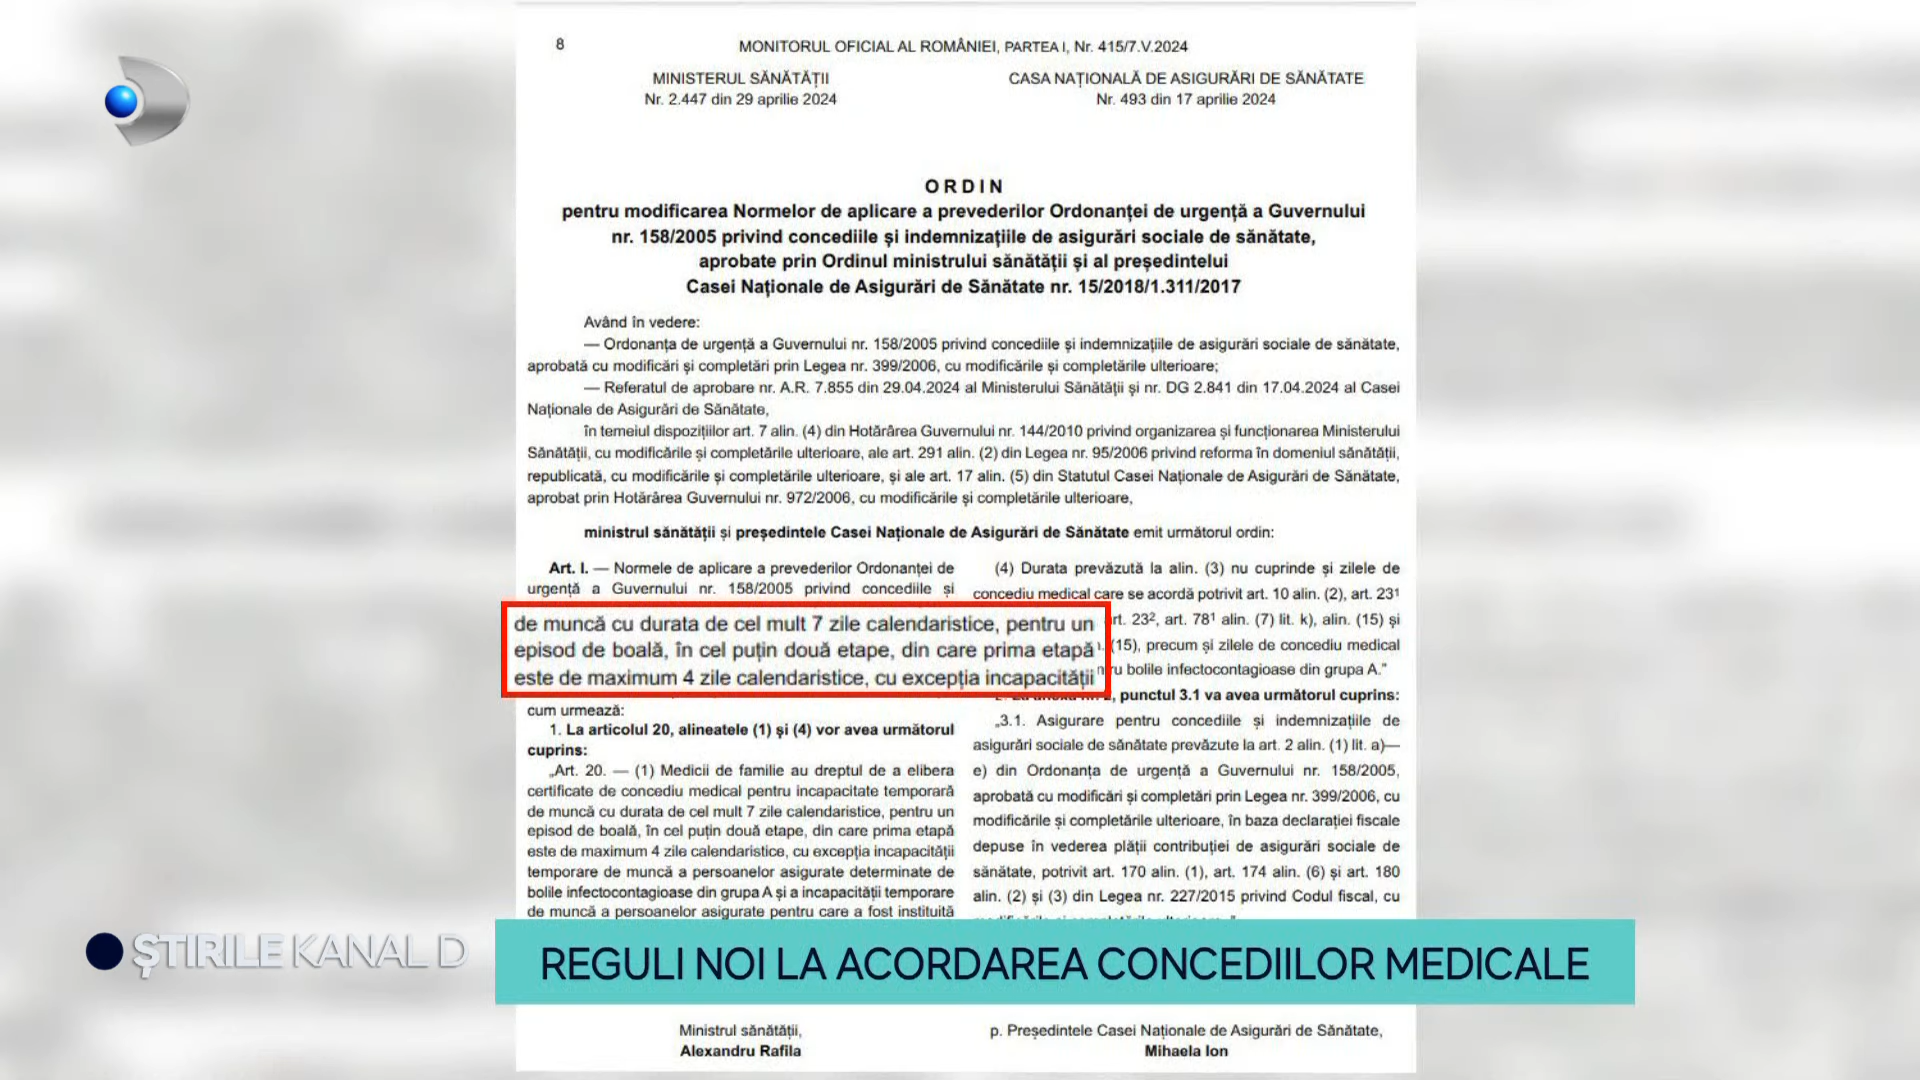 8
MONITORUL OFICIAL AL ROMÂNIEI, PARTEA I, Nr. 415/7.V.2024
MINISTERUL SĂNĂTĂȚII
Nr. 2.447 din 29 aprilie 2024
CASA NAȚIONALĂ DE ASIGURĂRI DE SĂNĂTATE
Nr. 493 din 17 aprilie 2024
ORDIN
pentru modificarea Normelor de aplicare a prevederilor Ordonanței de urgență a Guvernului
nr. 158/2005 privind concediile și indemnizațiile de asigurări sociale de sănătate,
aprobate prin Ordinul ministrului sănătății și al președintelui
Casei Naționale de Asigurări de Sănătate nr. 15/2018/1.311/2017
Având în vedere:
— Ordonanța de urgență a Guvernului nr. 158/2005 privind concediile și indemnizațiile de asigurări sociale de sănătate,
aprobată cu modificări și completări prin Legea nr. 399/2006, cu modificările și completările ulterioare;
— Referatul de aprobare nr. A.R. 7.855 din 29.04.2024 al Ministerului Sănătății și nr. DG 2.841 din 17.04.2024 al Casei
Naționale de Asigurări de Sănătate,
în temeiul dispozițiilor art. 7 alin. (4) din Hotărârea Guvernului nr. 144/2010 privind organizarea și funcționarea Ministerului
Sănătății, cu modificările și completările ulterioare, ale art. 291 alin. (2) din Legea nr. 95/2006 privind reforma în domeniul sănătății,
republicată, cu modificările și completările ulterioare, și ale art. 17 alin. (5) din Statutul Casei Naționale de Asigurări de Sănătate,
aprobat prin Hotărârea Guvernului nr. 972/2006, cu modificările și completările ulterioare,
ministrul sănătății și președintele Casei Naționale de Asigurări de Sănătate emit următorul ordin:
Art. I. — Normele de aplicare a prevederilor Ordonanței de
urgență a Guvernului nr. 158/2005 privind concediile și
de muncă cu durata de cel mult 7 zile calendaristice, pentru un
episod de boală, în cel puțin două etape, din care prima etapă
este de maximum 4 zile calendaristice, cu excepția incapacității
cum urmează:
1. La articolul 20, alineatele (1) și (4) vor avea următorul
cuprins:
„Art. 20. — (1) Medicii de familie au dreptul de a elibera
certificate de concediu medical pentru incapacitate temporară
de muncă cu durata de cel mult 7 zile calendaristice, pentru un
episod de boală, în cel puțin două etape, din care prima etapă
este de maximum 4 zile calendaristice, cu excepția incapacității
temporare de muncă a persoanelor asigurate determinate de
bolile infectocontagioase din grupa A și a incapacității temporare
de muncă a persoanelor asigurate pentru care a fost instituită
(4) Durata prevăzută la alin. (3) nu cuprinde și zilele de
concediu medical care se acordă potrivit art. 10 alin. (2), art. 23¹
art. 23², art. 78¹ alin. (7) lit. k), alin. (15) și
(15), precum și zilele de concediu medical
bolile infectocontagioase din grupa A.”
punctul 3.1 va avea următorul cuprins:
„3.1. Asigurare pentru concediile și indemnizațiile de
asigurări sociale de sănătate prevăzute la art. 2 alin. (1) lit. a)—
e) din Ordonanța de urgență a Guvernului nr. 158/2005,
aprobată cu modificări și completări prin Legea nr. 399/2006, cu
modificările și completările ulterioare, în baza declarației fiscale
depuse în vederea plății contribuției de asigurări sociale de
sănătate, potrivit art. 170 alin. (1), art. 174 alin. (6) și art. 180
alin. (2) și (3) din Legea nr. 227/2015 privind Codul fiscal, cu
ȘTIRILE KANAL D
REGULI NOI LA ACORDAREA CONCEDIILOR MEDICALE
Ministrul sănătății,
Alexandru Rafila
p. Președintele Casei Naționale de Asigurări de Sănătate,
Mihaela Ion